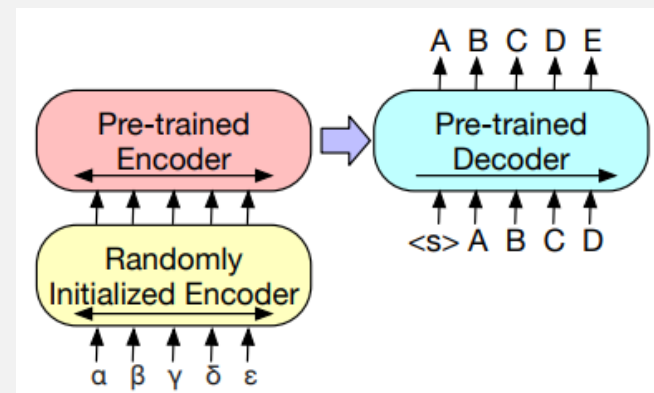 A B C D E
Pre-trained
Encoder
Pre-trained
Decoder
<s> A B C D
Randomly
Initialized Encoder
α β γ δ ε